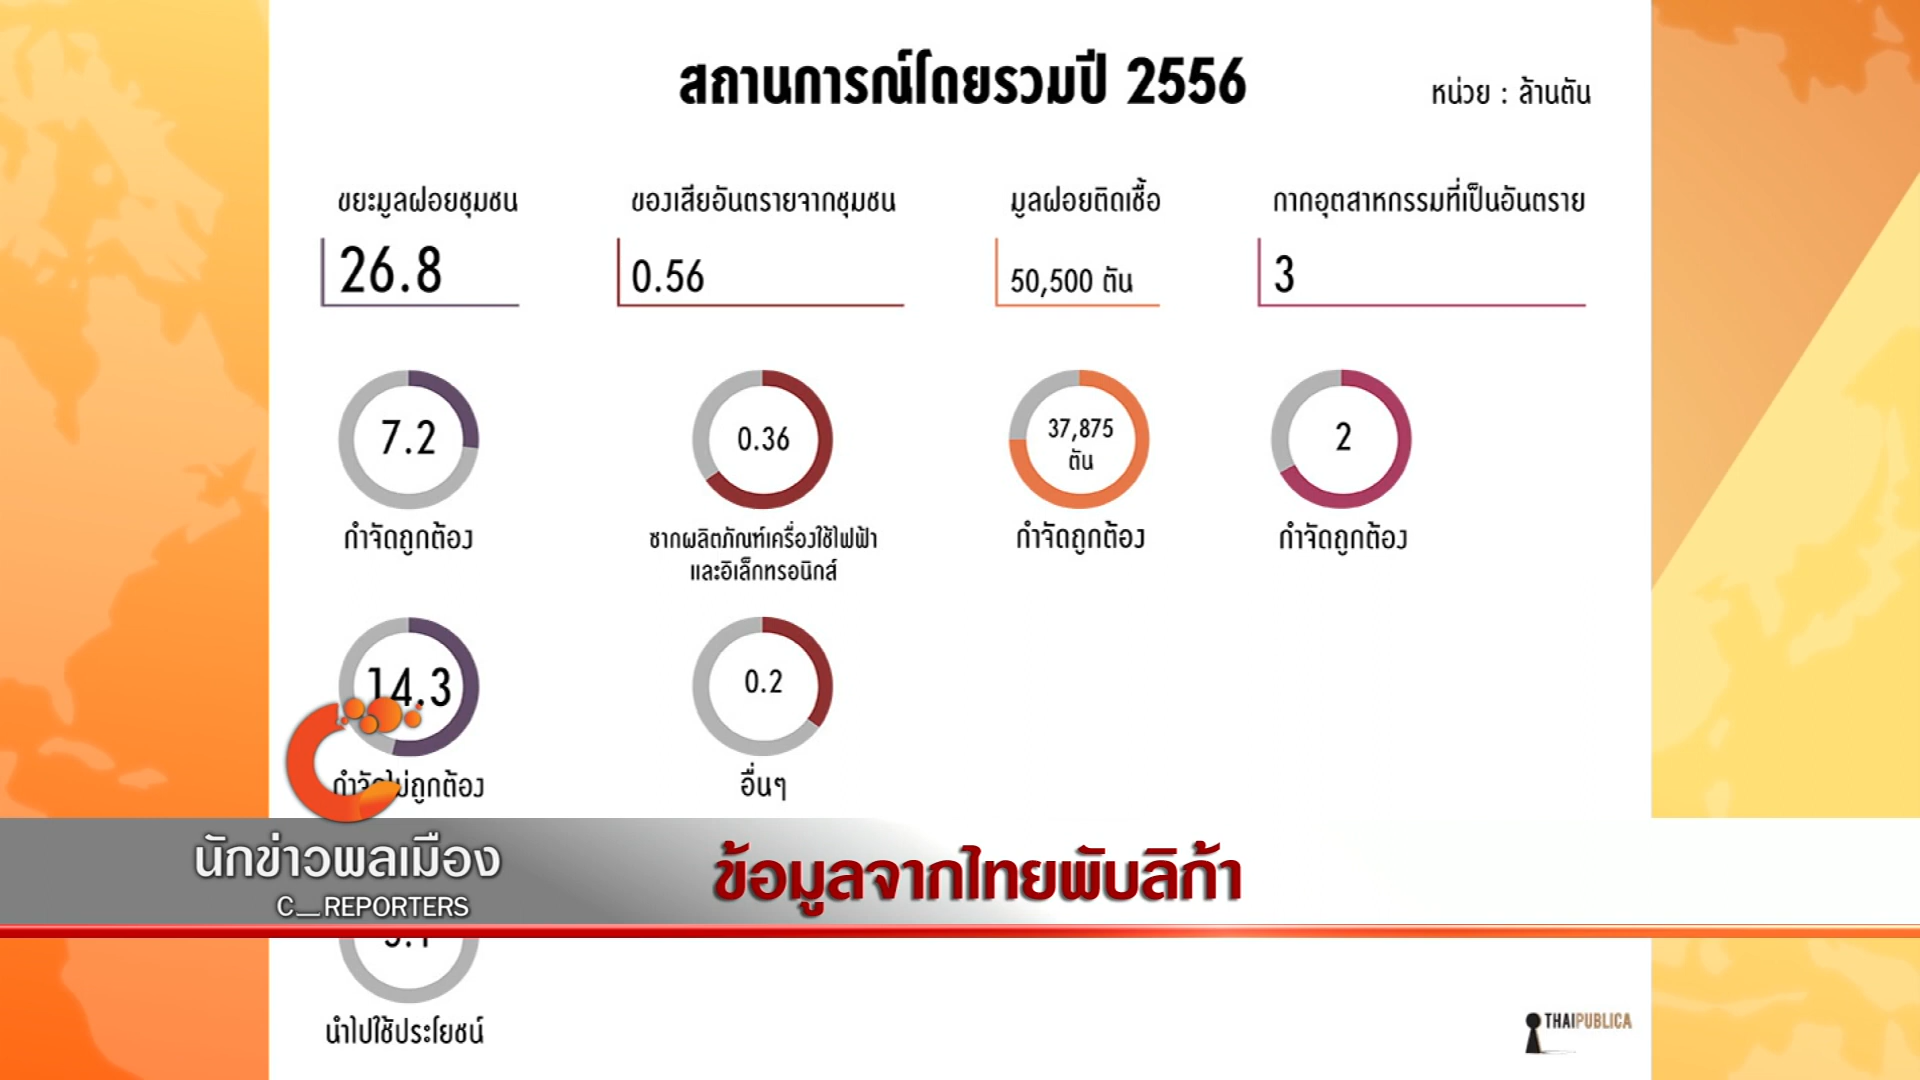 สถานการณ์โดยรวมปี 2556
หน่วย : ล้านตัน
ขยะมูลฝอยชุมชน
26.8
ของเสียอันตรายจากชุมชน
0.56
มูลฝอยติดเชื้อ
50,500 ตัน
กากอุตสาหกรรมที่เป็นอันตราย
3
7.2
กำจัดถูกต้อง
0.36
ซากผลิตภัณฑ์เครื่องใช้ไฟฟ้า
และอิเล็กทรอนิกส์
37,875
ตัน
กำจัดถูกต้อง
2
กำจัดถูกต้อง
14.3
กำจัดไม่ถูกต้อง
0.2
อื่นๆ
นักข่าวพลเมือง
C_REPORTERS
ข้อมูลจากไทยพับลิก้า
นำไปใช้ประโยชน์
THAIPUBLICA